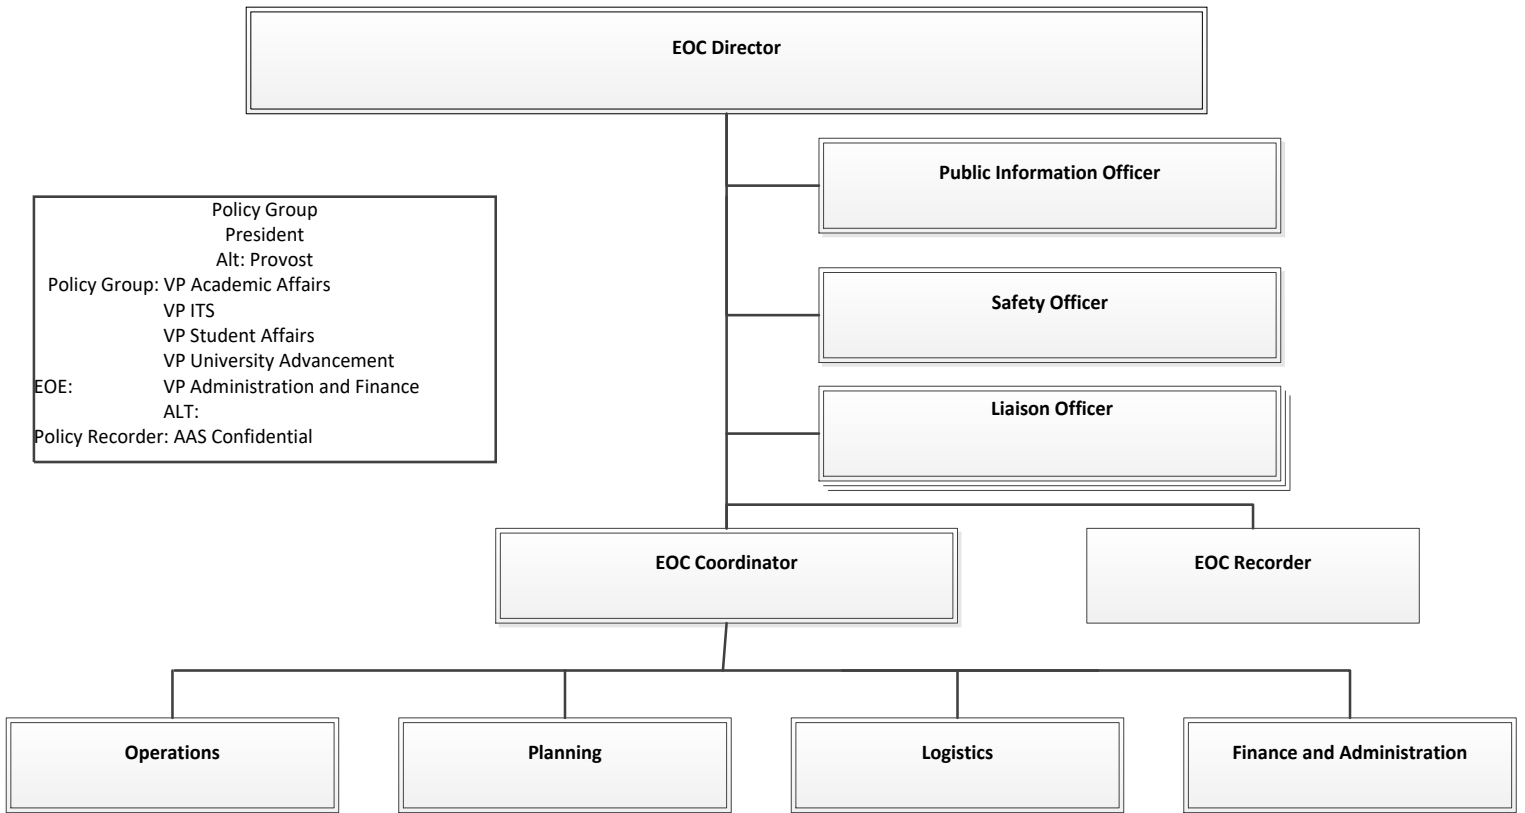 EOC Director
Public Information Officer
Policy Group
President
Alt: Provost
Policy Group: VP Academic Affairs
VP ITS
VP Student Affairs
VP University Advancement
EOE: VP Administration and Finance
ALT:
Policy Recorder: AAS Confidential
Safety Officer
Liaison Officer
EOC Coordinator
EOC Recorder
Operations
Planning
Logistics
Finance and Administration